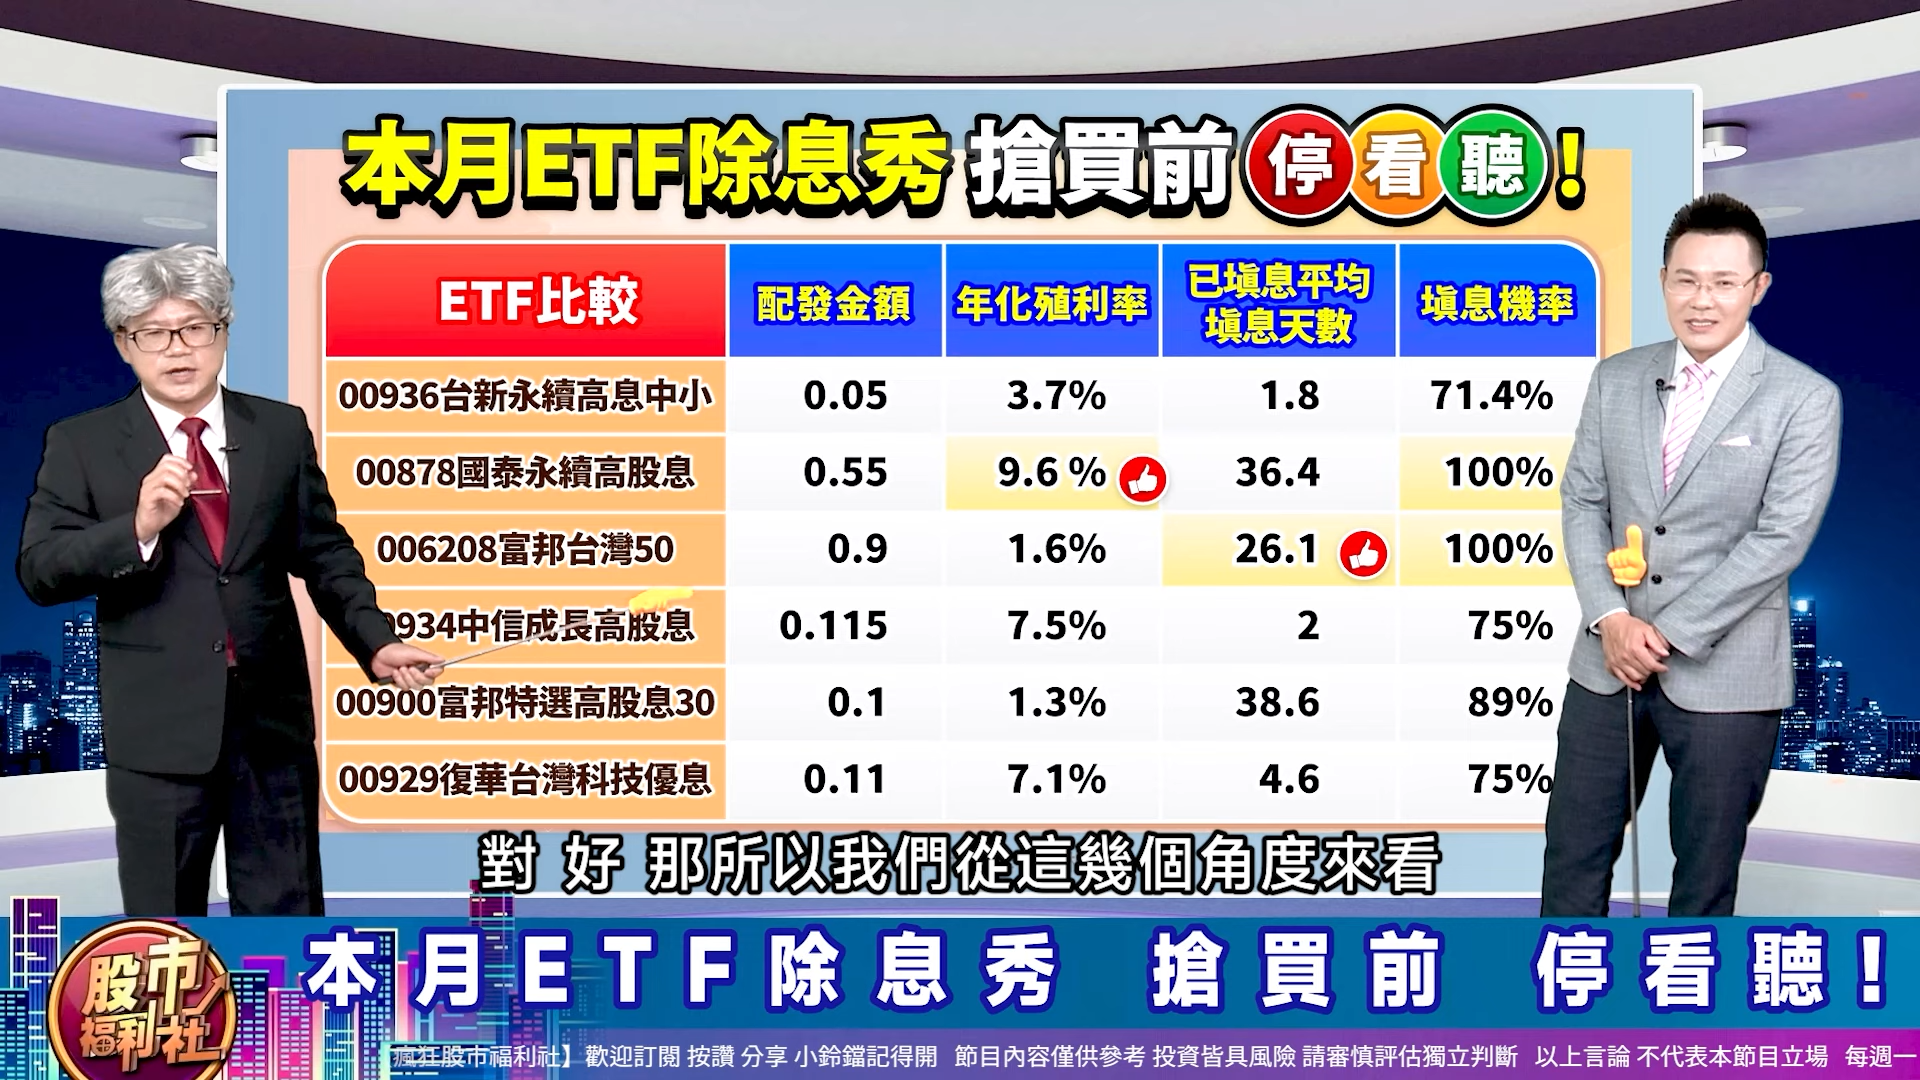 本月ETF除息秀 搶買前 停看聽!
ETF比較 配發金額 年化殖利率 已填息平均填息天數 填息機率
00936台新永續高息中小 0.05 3.7% 1.8 71.4%
00878國泰永續高股息 0.55 9.6% 36.4 100%
006208富邦台灣50 0.9 1.6% 26.1 100%
0934中信成長高股息 0.115 7.5% 2 75%
00900富邦特選高股息30 0.1 1.3% 38.6 89%
00929復華台灣科技優息 0.11 7.1% 4.6 75%
對 好 那所以我們從這幾個角度來看
本月ETF除息秀 搶買前 停看聽!
股市
福利社
瘋狂股市福利社】歡迎訂閱 按讚 分享 小鈴鐺記得開 節目內容僅供參考 投資皆具風險 請審慎評估獨立判斷 以上言論 不代表本節目立場 每週一